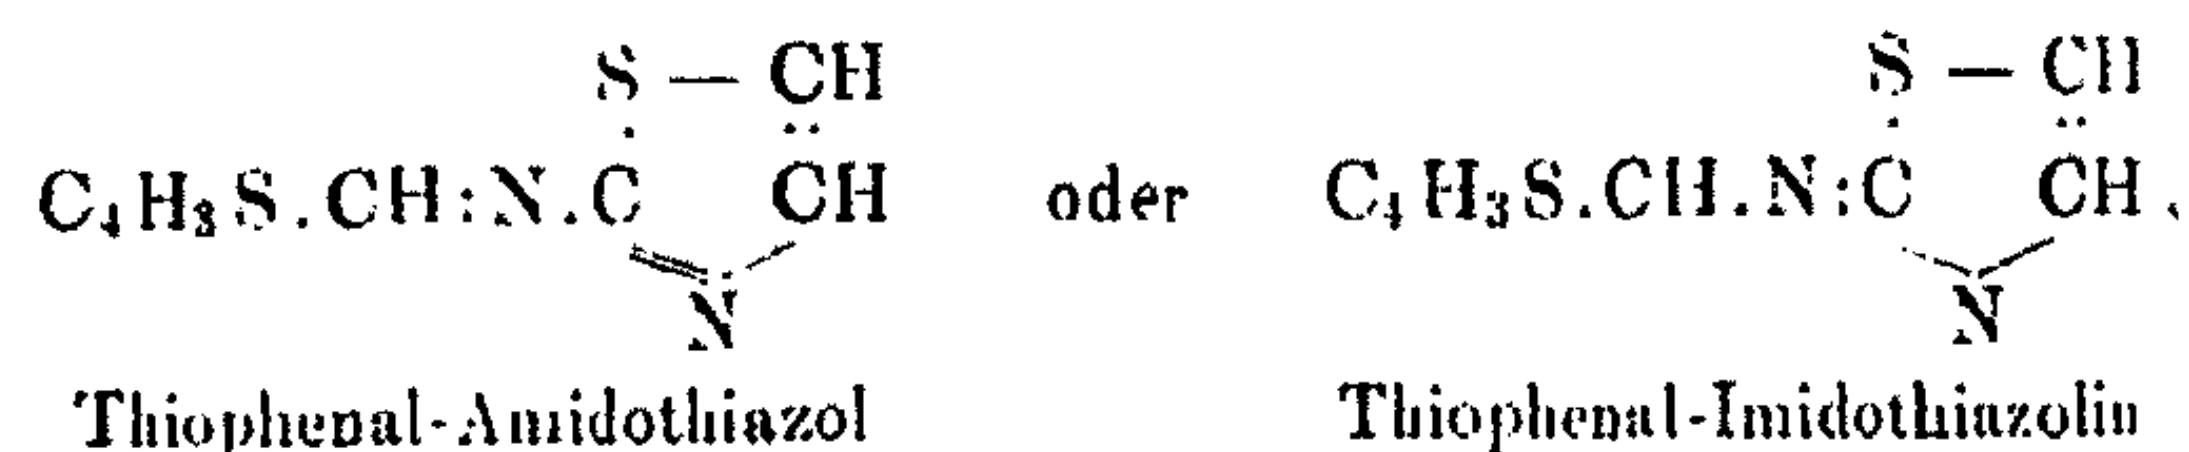 S — CH S — CH
. .. . ..
C₄H₃S.CH:N.C CH oder C₄H₃S.CH.N:C CH.
N N
Thiophenal-Amidothiazol Thiophenal-Imidothiazolin